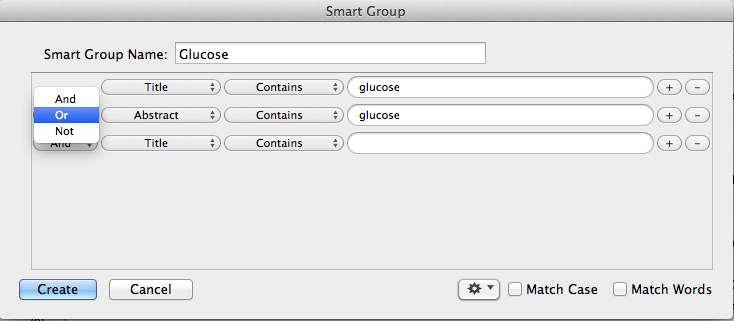 Smart Group
Smart Group Name: Glucose
Title Contains glucose + -
And
Or Abstract Contains glucose + -
Not
And Title Contains + -
Create Cancel Match Case Match Words